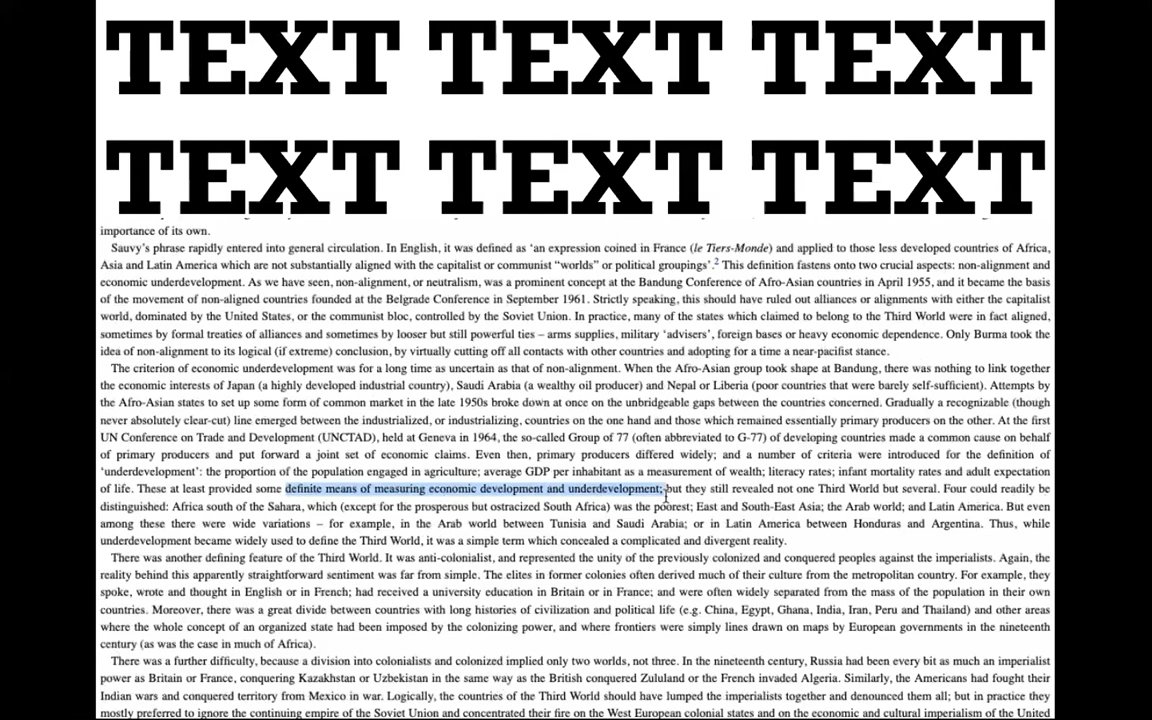 TEXT TEXT TEXT
TEXT TEXT TEXT
importance of its own.
Sauvy's phrase rapidly entered into general circulation. In English, it was defined as 'an expression coined in France (le Tiers-Monde) and applied to those less developed countries of Africa,
Asia and Latin America which are not substantially aligned with the capitalist or communist "worlds" or political groupings'.2 This definition fastens onto two crucial aspects: non-alignment and
economic underdevelopment. As we have seen, non-alignment, or neutralism, was a prominent concept at the Bandung Conference of Afro-Asian countries in April 1955, and it became the basis
of the movement of non-aligned countries founded at the Belgrade Conference in September 1961. Strictly speaking, this should have ruled out alliances or alignments with either the capitalist
world, dominated by the United States, or the communist bloc, controlled by the Soviet Union. In practice, many of the states which claimed to belong to the Third World were in fact aligned,
sometimes by formal treaties of alliances and sometimes by looser but still powerful ties – arms supplies, military 'advisers', foreign bases or heavy economic dependence. Only Burma took the
idea of non-alignment to its logical (if extreme) conclusion, by virtually cutting off all contacts with other countries and adopting for a time a near-pacifist stance.
The criterion of economic underdevelopment was for a long time as uncertain as that of non-alignment. When the Afro-Asian group took shape at Bandung, there was nothing to link together
the economic interests of Japan (a highly developed industrial country), Saudi Arabia (a wealthy oil producer) and Nepal or Liberia (poor countries that were barely self-sufficient). Attempts by
the Afro-Asian states to set up some form of common market in the late 1950s broke down at once on the unbridgeable gaps between the countries concerned. Gradually a recognizable (though
never absolutely clear-cut) line emerged between the industrialized, or industrializing, countries on the one hand and those which remained essentially primary producers on the other. At the first
UN Conference on Trade and Development (UNCTAD), held at Geneva in 1964, the so-called Group of 77 (often abbreviated to G-77) of developing countries made a common cause on behalf
of primary producers and put forward a joint set of economic claims. Even then, primary producers differed widely; and a number of criteria were introduced for the definition of
'underdevelopment': the proportion of the population engaged in agriculture; average GDP per inhabitant as a measurement of wealth; literacy rates; infant mortality rates and adult expectation
of life. These at least provided some definite means of measuring economic development and underdevelopment; but they still revealed not one Third World but several. Four could readily be
distinguished: Africa south of the Sahara, which (except for the prosperous but ostracized South Africa) was the poorest; East and South-East Asia; the Arab world; and Latin America. But even
among these there were wide variations – for example, in the Arab world between Tunisia and Saudi Arabia; or in Latin America between Honduras and Argentina. Thus, while
underdevelopment became widely used to define the Third World, it was a simple term which concealed a complicated and divergent reality.
There was another defining feature of the Third World. It was anti-colonialist, and represented the unity of the previously colonized and conquered peoples against the imperialists. Again, the
reality behind this apparently straightforward sentiment was far from simple. The elites in former colonies often derived much of their culture from the metropolitan country. For example, they
spoke, wrote and thought in English or in French; had received a university education in Britain or in France; and were often widely separated from the mass of the population in their own
countries. Moreover, there was a great divide between countries with long histories of civilization and political life (e.g. China, Egypt, Ghana, India, Iran, Peru and Thailand) and other areas
where the whole concept of an organized state had been imposed by the colonizing power, and where frontiers were simply lines drawn on maps by European governments in the nineteenth
century (as was the case in much of Africa).
There was a further difficulty, because a division into colonialists and colonized implied only two worlds, not three. In the nineteenth century, Russia had been every bit as much an imperialist
power as Britain or France, conquering Kazakhstan or Uzbekistan in the same way as the British conquered Zululand or the French invaded Algeria. Similarly, the Americans had fought their
Indian wars and conquered territory from Mexico in war. Logically, the countries of the Third World should have lumped the imperialists together and denounced them all; but in practice they
mostly preferred to ignore the continuing empire of the Soviet Union and concentrated their fire on the West European colonial states and on the economic and cultural imperialism of the United